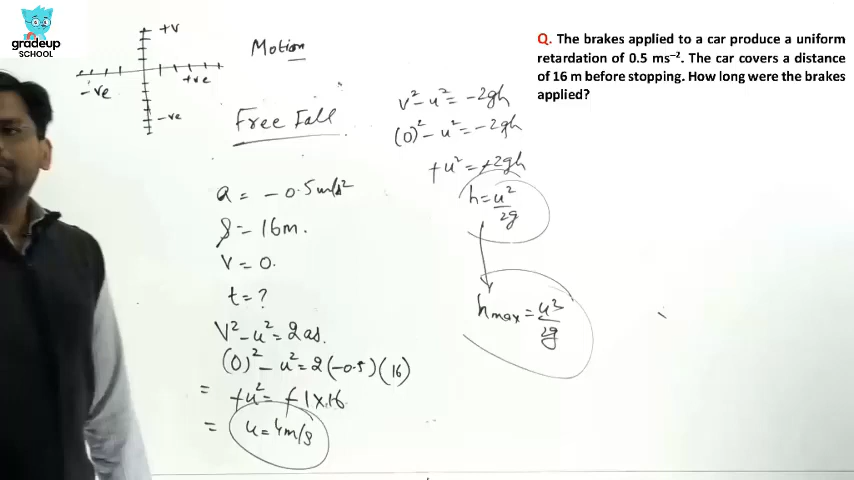 gradeup
SCHOOL
+v
+ve
-ve
-ve
Motion
Free Fall
a = -0.5m/s²
s = 16m.
v = 0.
t = ?
V² - u² = 2as.
(0)² - u² = 2(-0.5)(16)
= +u² = +1×16
= u = 4m/s
v² - u² = -2gh
(0)² - u² = -2gh
+u² = +2gh
h = u²/2g
hmax = u²/2g
Q. The brakes applied to a car produce a uniform
retardation of 0.5 ms⁻². The car covers a distance
of 16 m before stopping. How long were the brakes
applied?